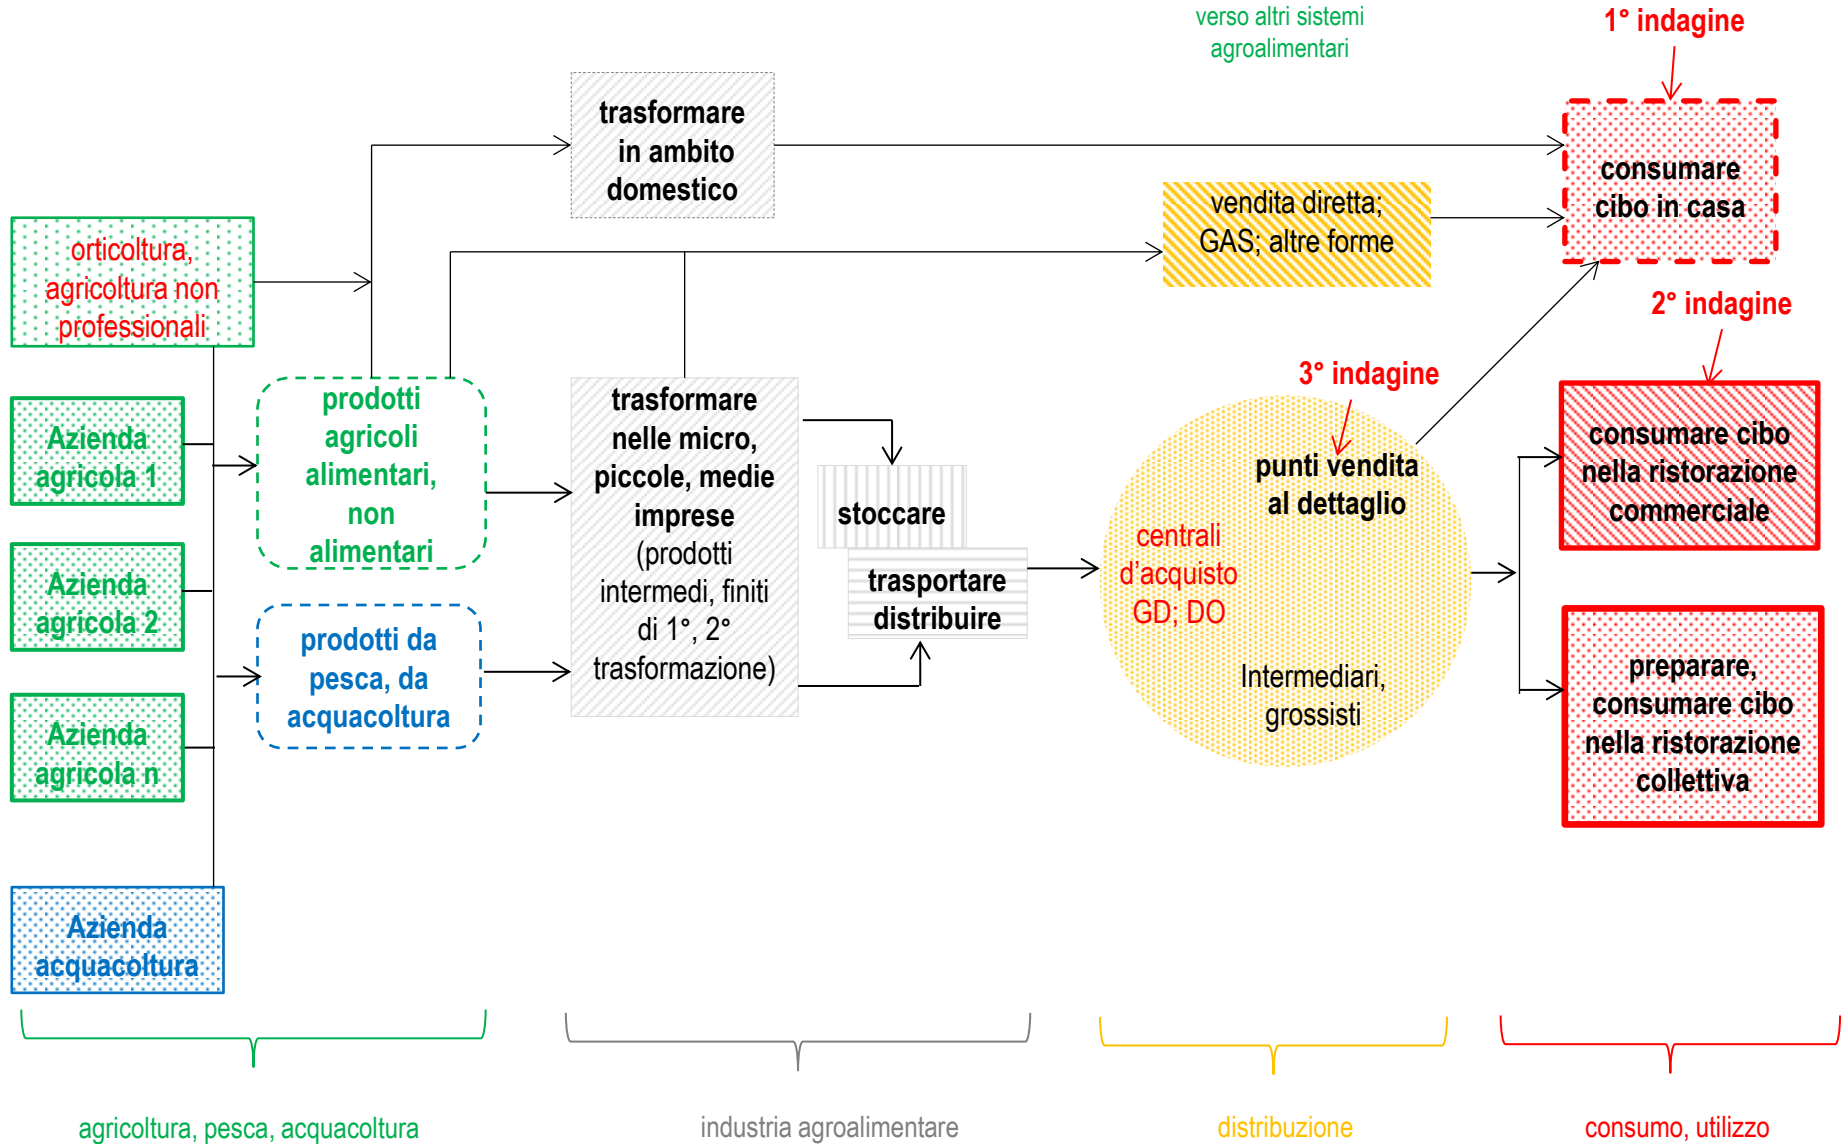 verso altri sistemi
agroalimentari
1° indagine
trasformare
in ambito
domestico
consumare
cibo in casa
vendita diretta;
GAS; altre forme
orticoltura,
agricoltura non
professionali
2° indagine
3° indagine
prodotti
agricoli
alimentari,
non
alimentari
trasformare
nelle micro,
piccole, medie
imprese
(prodotti
intermedi, finiti
di 1°, 2°
trasformazione)
Azienda
agricola 1
stoccare
trasportare
distribuire
punti vendita
al dettaglio
centrali
d’acquisto
GD; DO
Intermediari,
grossisti
consumare cibo
nella ristorazione
commerciale
Azienda
agricola 2
prodotti da
pesca, da
acquacoltura
preparare,
consumare cibo
nella ristorazione
collettiva
Azienda
agricola n
Azienda
acquacoltura
agricoltura, pesca, acquacoltura
industria agroalimentare
distribuzione
consumo, utilizzo